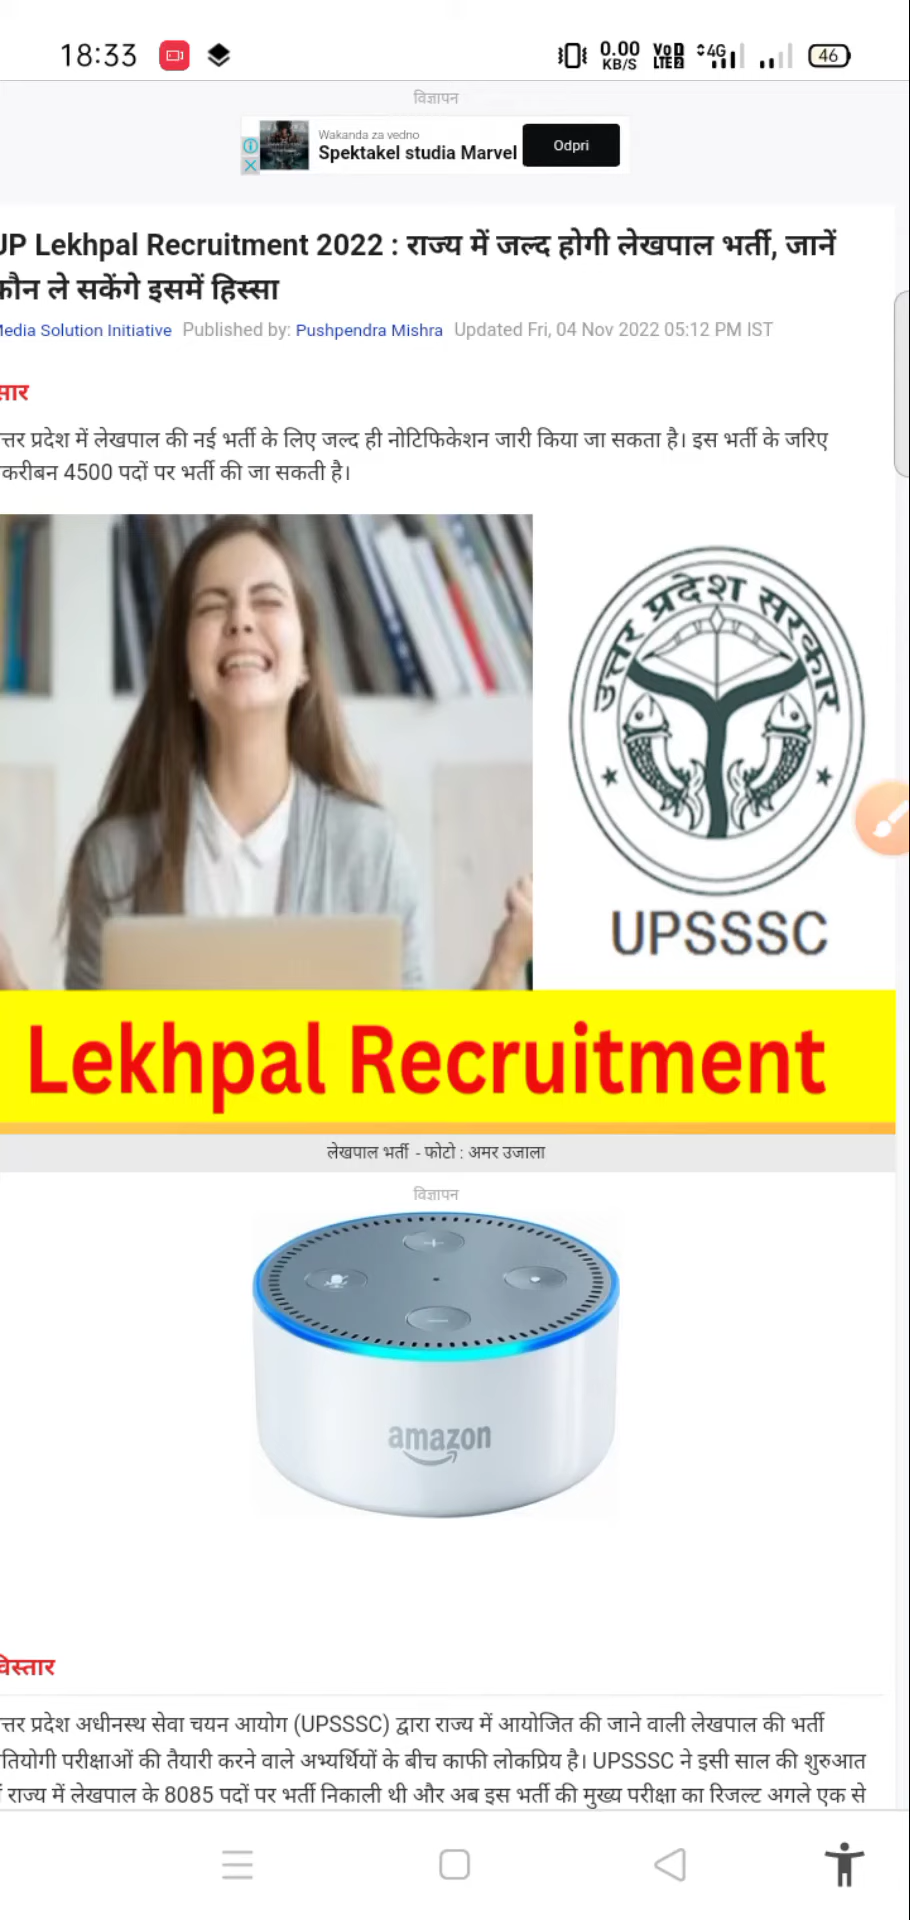 18:33
0.00 KB/S
4G
46
विज्ञापन
Wakanda za vedno
Spektakel studia Marvel
Odpri
UP Lekhpal Recruitment 2022 : राज्य में जल्द होगी लेखपाल भर्ती, जानें
कौन ले सकेंगे इसमें हिस्सा
Media Solution Initiative Published by: Pushpendra Mishra Updated Fri, 04 Nov 2022 05:12 PM IST
सार
त्तर प्रदेश में लेखपाल की नई भर्ती के लिए जल्द ही नोटिफिकेशन जारी किया जा सकता है। इस भर्ती के जरिए
करीबन 4500 पदों पर भर्ती की जा सकती है।
उत्तर प्रदेश सरकार
UPSSSC
Lekhpal Recruitment
लेखपाल भर्ती - फोटो : अमर उजाला
विज्ञापन
amazon
विस्तार
त्तर प्रदेश अधीनस्थ सेवा चयन आयोग (UPSSSC) द्वारा राज्य में आयोजित की जाने वाली लेखपाल की भर्ती
तियोगी परीक्षाओं की तैयारी करने वाले अभ्यर्थियों के बीच काफी लोकप्रिय है। UPSSSC ने इसी साल की शुरुआत
राज्य में लेखपाल के 8085 पदों पर भर्ती निकाली थी और अब इस भर्ती की मुख्य परीक्षा का रिजल्ट अगले एक से